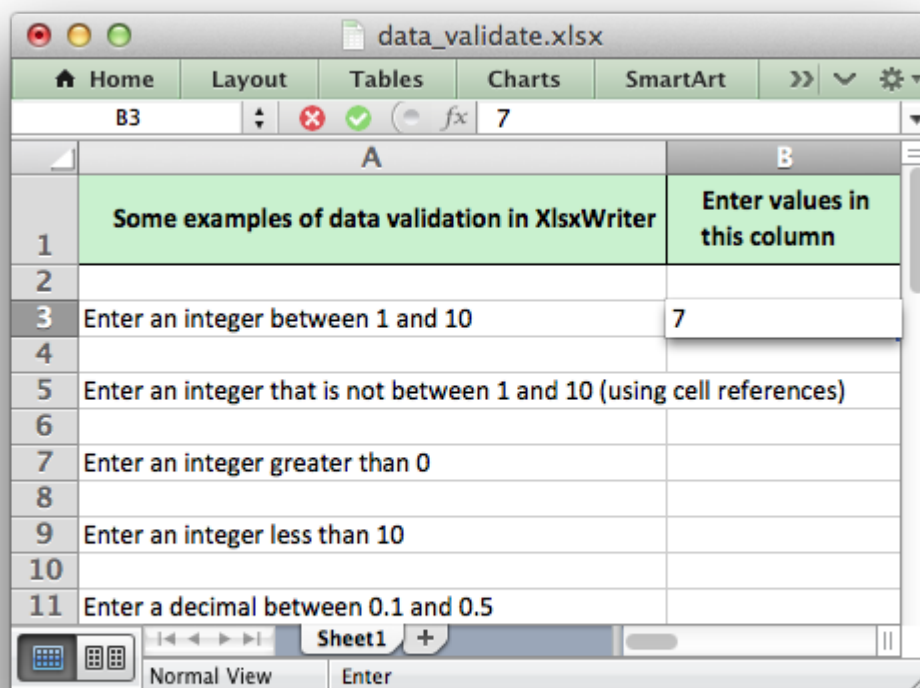 data_validate.xlsx
Home Layout Tables Charts SmartArt
B3 fx 7
A B
1 Some examples of data validation in XlsxWriter Enter values in
this column
2
3 Enter an integer between 1 and 10 7
4
5 Enter an integer that is not between 1 and 10 (using cell references)
6
7 Enter an integer greater than 0
8
9 Enter an integer less than 10
10
11 Enter a decimal between 0.1 and 0.5
Sheet1 +
Normal View Enter